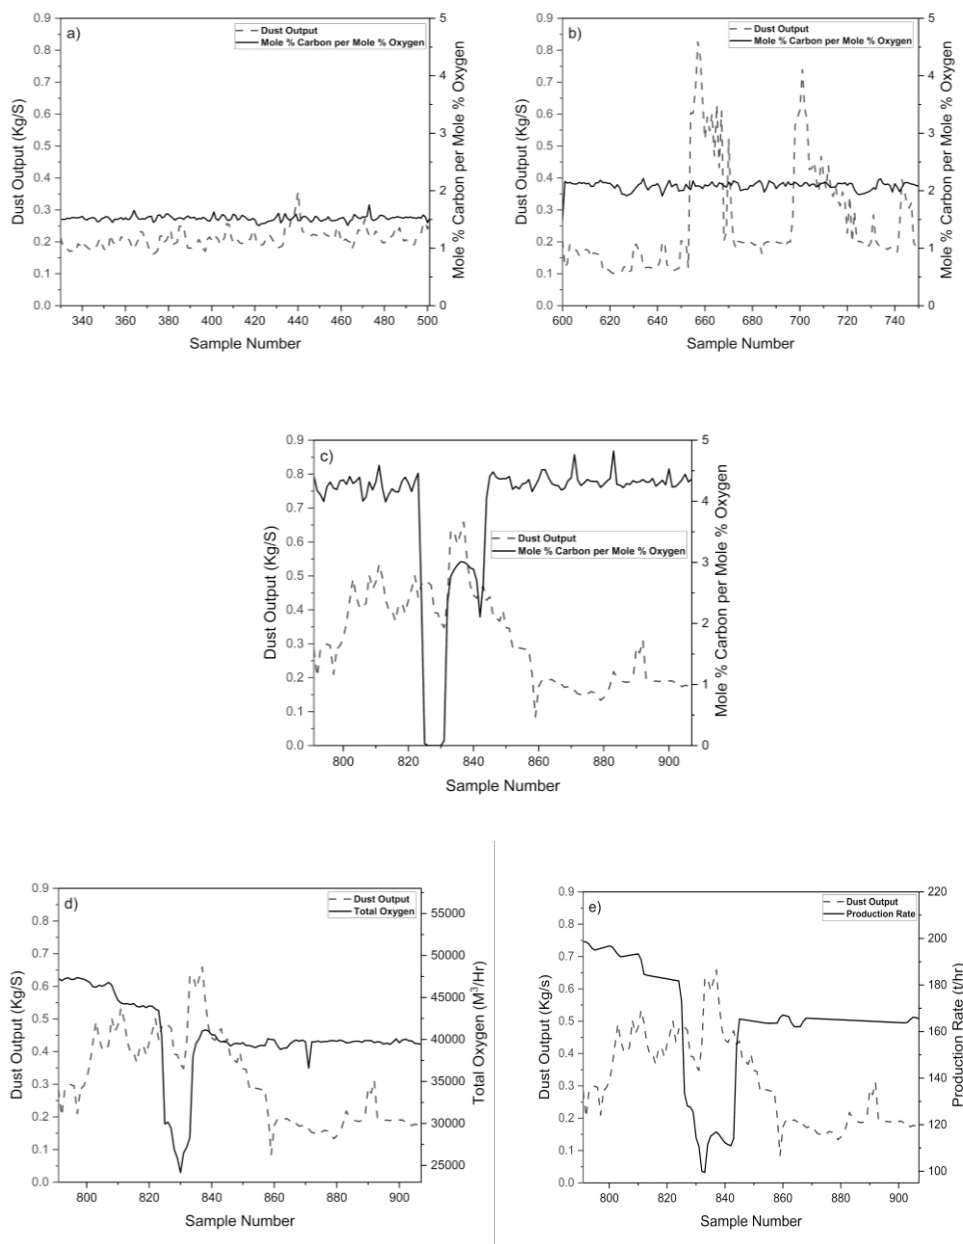 a)
Dust Output
Mole % Carbon per Mole % Oxygen
0.9
0.8
0.7
0.6
0.5
0.4
0.3
0.2
0.1
0.0
Dust Output (Kg/S)
5
4
3
2
1
0
Mole % Carbon per Mole % Oxygen
340 360 380 400 420 440 460 480 500
Sample Number
b)
Dust Output
Mole % Carbon per Mole % Oxygen
0.9
0.8
0.7
0.6
0.5
0.4
0.3
0.2
0.1
0.0
Dust Output (Kg/S)
5
4
3
2
1
0
Mole % Carbon per Mole % Oxygen
600 620 640 660 680 700 720 740
Sample Number
c)
Dust Output
Mole % Carbon per Mole % Oxygen
0.9
0.8
0.7
0.6
0.5
0.4
0.3
0.2
0.1
0.0
Dust Output (Kg/S)
5
4
3
2
1
0
Mole % Carbon per Mole % Oxygen
800 820 840 860 880 900
Sample Number
d)
Dust Output
Total Oxygen
0.9
0.8
0.7
0.6
0.5
0.4
0.3
0.2
0.1
0.0
Dust Output (Kg/S)
55000
50000
45000
40000
35000
30000
25000
Total Oxygen (M³/Hr)
800 820 840 860 880 900
Sample Number
e)
Dust Output
Production Rate
0.9
0.8
0.7
0.6
0.5
0.4
0.3
0.2
0.1
0.0
Dust Output (Kg/s)
220
200
180
160
140
120
100
Production Rate (t/hr)
800 820 840 860 880 900
Sample Number